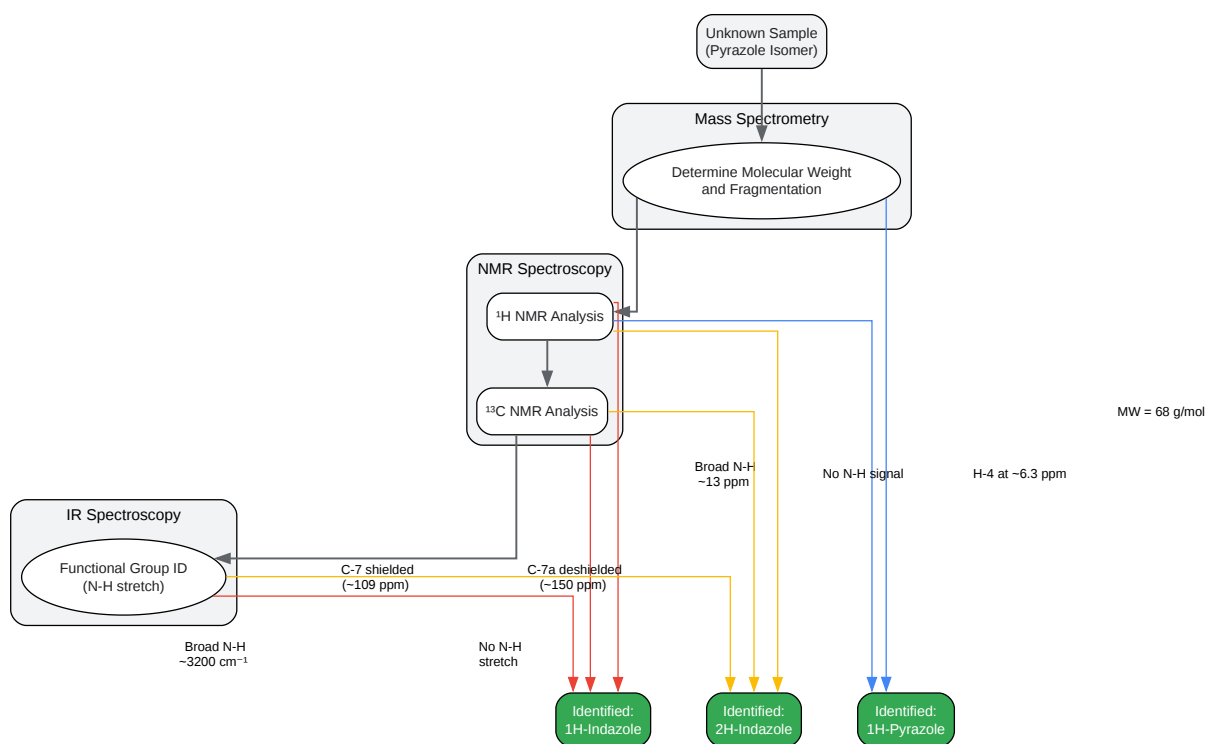 Unknown Sample
(Pyrazole Isomer)
Mass Spectrometry
Determine Molecular Weight
and Fragmentation
NMR Spectroscopy
¹H NMR Analysis
¹³C NMR Analysis
MW = 68 g/mol
Broad N-H
~13 ppm
No N-H signal
H-4 at ~6.3 ppm
IR Spectroscopy
Functional Group ID
(N-H stretch)
C-7 shielded
(~109 ppm)
C-7a deshielded
(~150 ppm)
Broad N-H
~3200 cm⁻¹
No N-H
stretch
Identified:
1H-Indazole
Identified:
2H-Indazole
Identified:
1H-Pyrazole